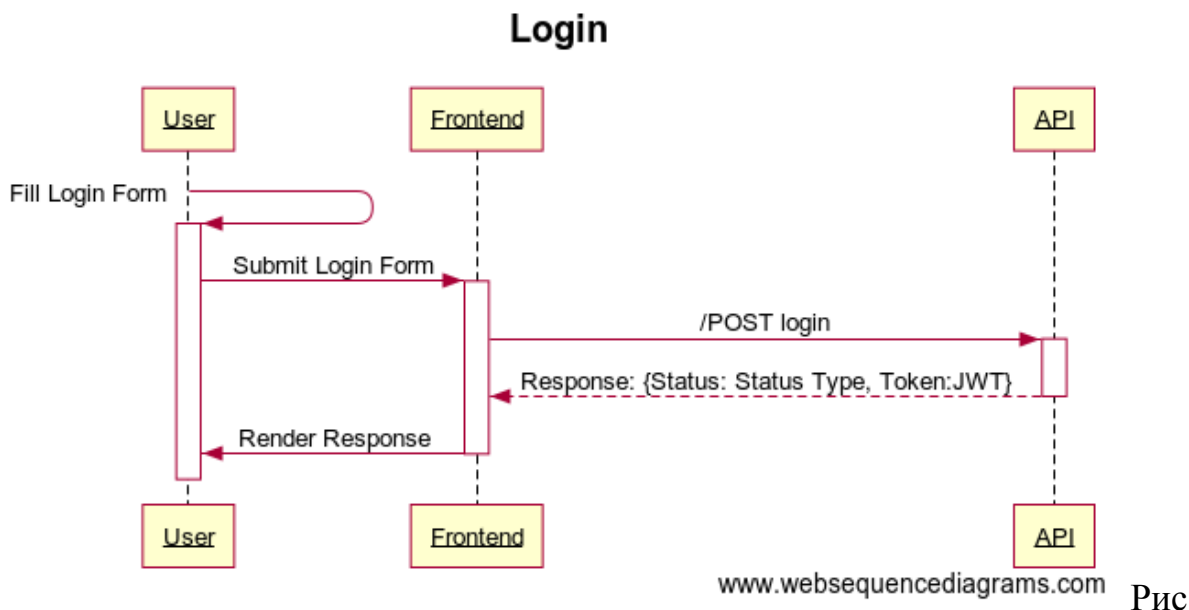 Login
User Frontend API
Fill Login Form
Submit Login Form
/POST login
Response: {Status: Status Type, Token:JWT}
Render Response
User Frontend API
www.websequencediagrams.com
Рис